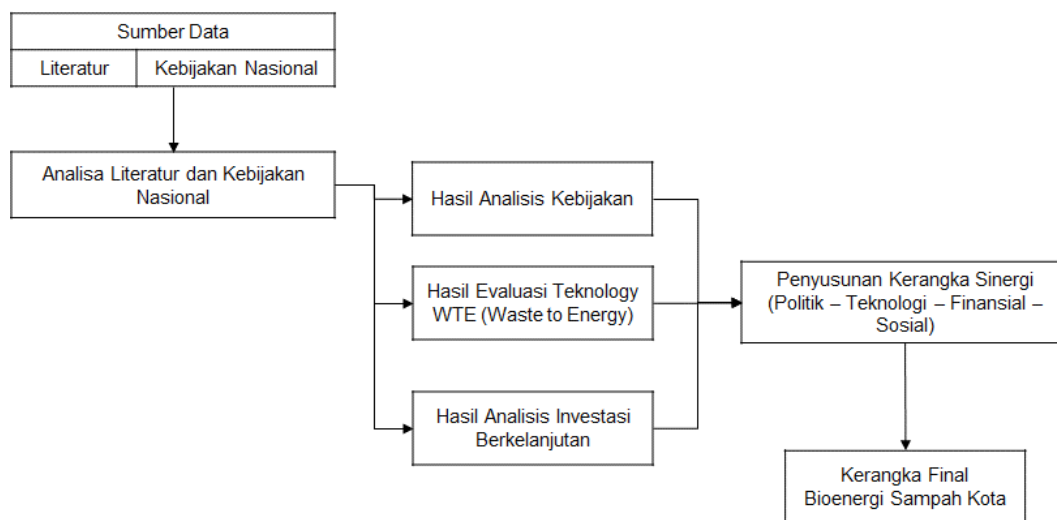 Sumber Data
Literatur
Kebijakan Nasional
Analisa Literatur dan Kebijakan
Nasional
Hasil Analisis Kebijakan
Hasil Evaluasi Teknology
WTE (Waste to Energy)
Hasil Analisis Investasi
Berkelanjutan
Penyusunan Kerangka Sinergi
(Politik – Teknologi – Finansial –
Sosial)
Kerangka Final
Bioenergi Sampah Kota